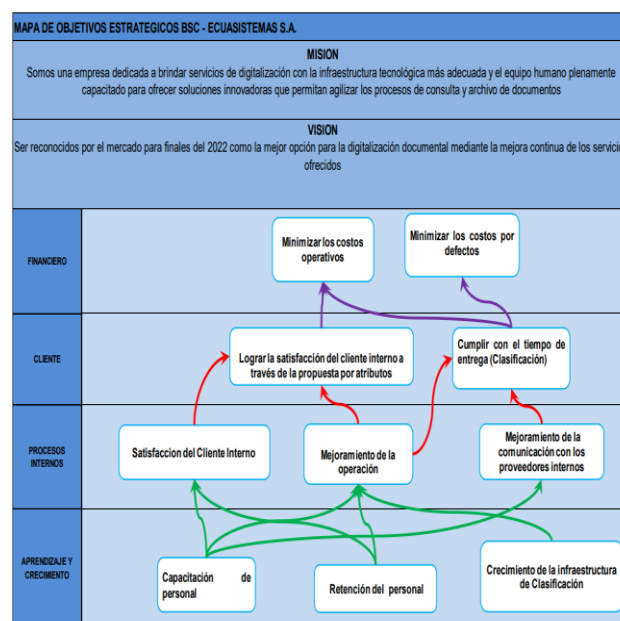 MAPA DE OBJETIVOS ESTRATEGICOS BSC - ECUASISTEMAS S.A.
MISION
Somos una empresa dedicada a brindar servicios de digitalización con la infraestructura tecnológica más adecuada y el equipo humano plenamente
capacitado para ofrecer soluciones innovadoras que permitan agilizar los procesos de consulta y archivo de documentos
VISION
Ser reconocidos por el mercado para finales del 2022 como la mejor opción para la digitalización documental mediante la mejora continua de los servicio
ofrecidos
FINANCIERO
Minimizar los costos
operativos
Minimizar los costos por
defectos
CLIENTE
Lograr la satisfacción del cliente interno a
través de la propuesta por atributos
Cumplir con el tiempo de
entrega (Clasificación)
PROCESOS
INTERNOS
Satisfaccion del Cliente Interno
Mejoramiento de la
operación
Mejoramiento de la
comunicación con los
proveedores internos
APRENDIZAJE Y
CRECIMIENTO
Capacitación de
personal
Retención del personal
Crecimiento de la infraestructura
de Clasificación